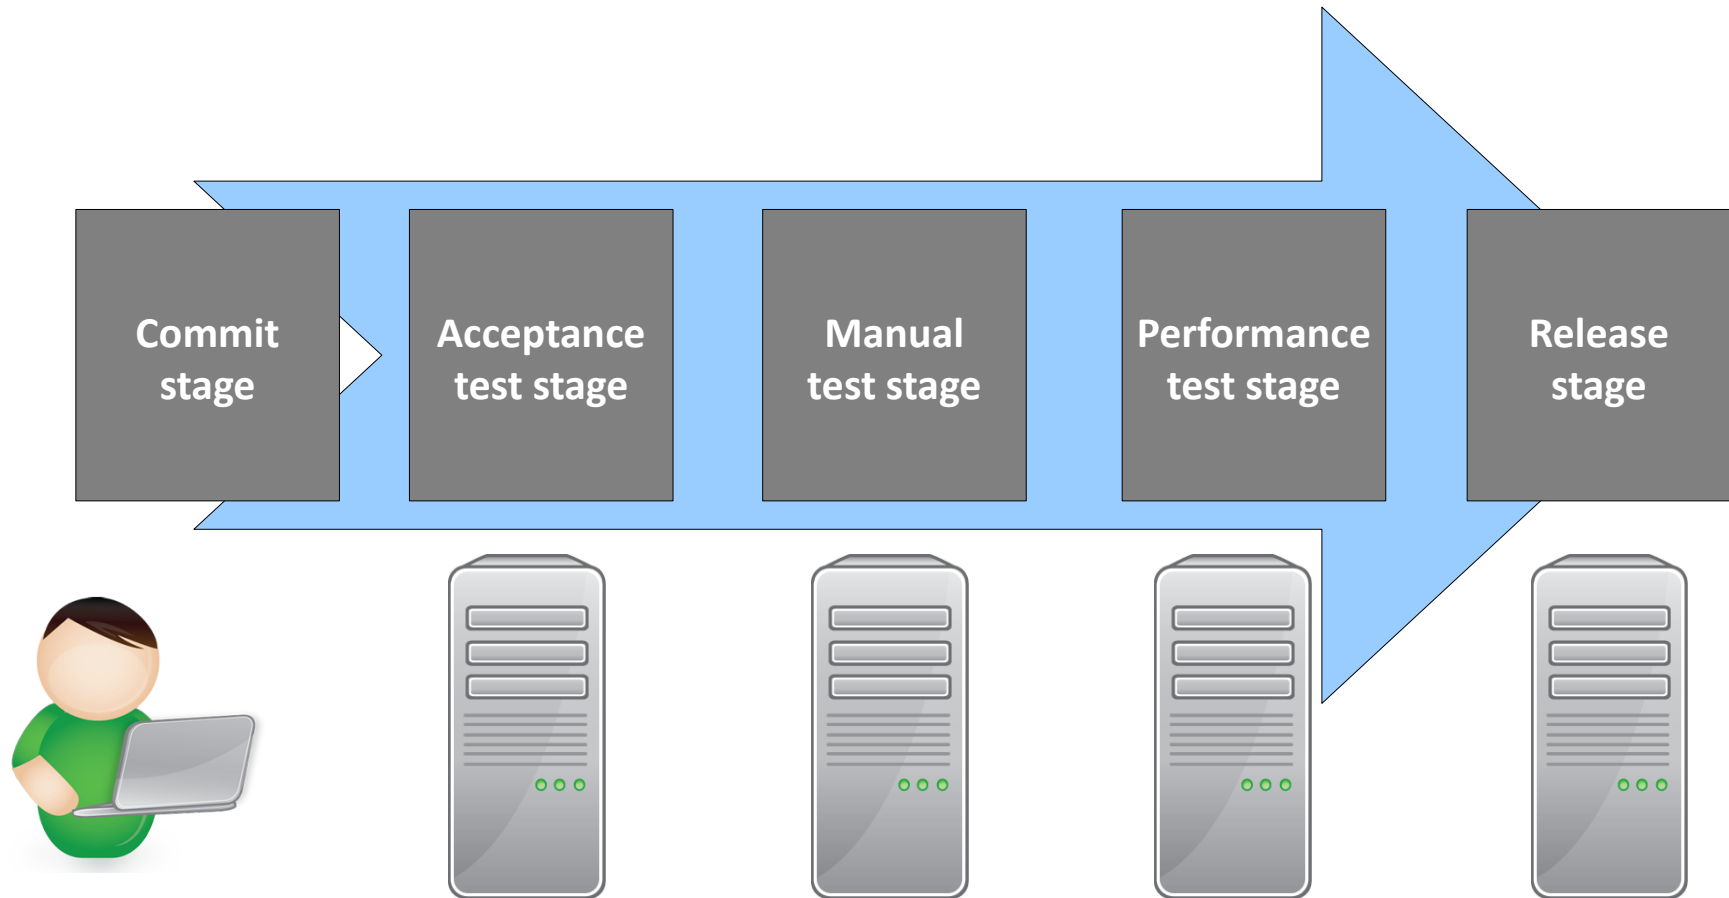 Commit
stage
Acceptance
test stage
Manual
test stage
Performance
test stage
Release
stage